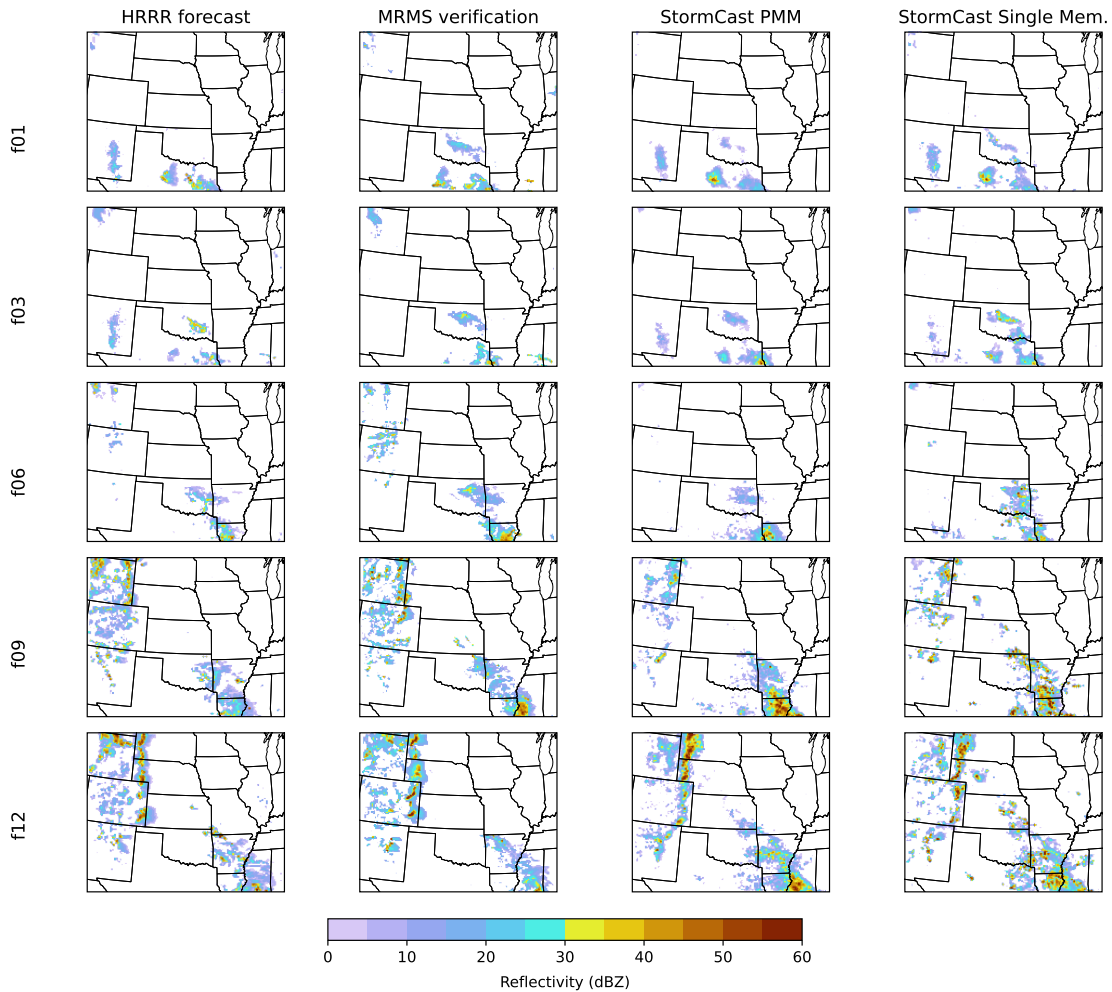 HRRR forecast MRMS verification StormCast PMM StormCast Single Mem.
f01
f03
f06
f09
f12
0 10 20 30 40 50 60
Reflectivity (dBZ)